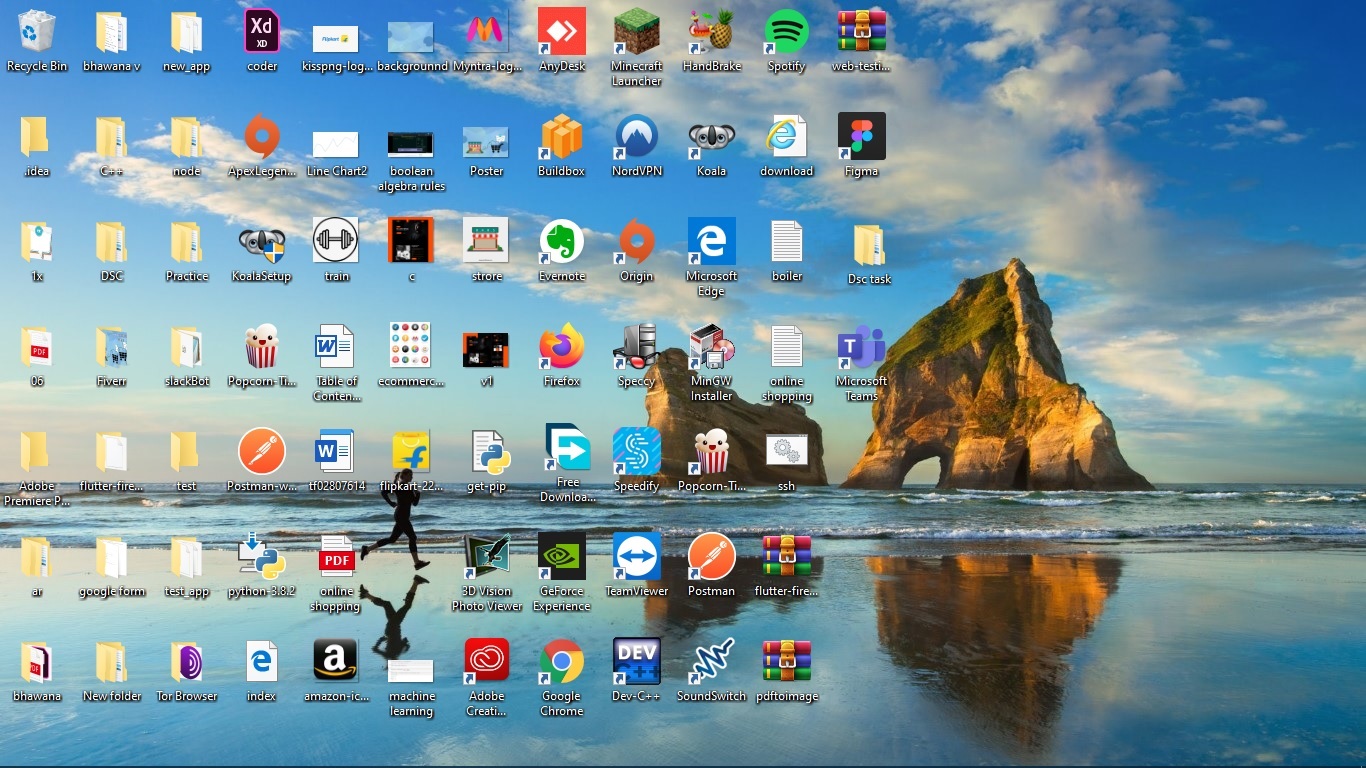 Recycle Bin
bhawana v
new_app
Xd
XD
coder
Flipkart
kisspng-log...
backgrounnd
Myntra-log...
AnyDesk
Minecraft
Launcher
HandBrake
Spotify
web-testi...
.idea
C++
node
ApexLegen...
Line Chart2
boolean
algebra rules
Poster
Buildbox
NordVPN
Koala
download
Figma
1x
DSC
Practice
KoalaSetup
train
c
strore
Evernote
Origin
Microsoft
Edge
boiler
Dsc task
PDF
06
Fiverr
slackBot
Popcorn-Ti...
W
Table of
Conten...
ecommerc...
v1
Firefox
Speccy
MinGW
Installer
online
shopping
T
Microsoft
Teams
Adobe
Premiere P...
flutter-fire...
test
Postman-w...
W
tf02807614
flipkart-22...
get-pip
Free
Downloa...
Speedify
Popcorn-Ti...
ssh
ar
google form
test_app
python-3.8.2
PDF
online
shopping
3D Vision
Photo Viewer
GeForce
Experience
TeamViewer
Postman
flutter-fire...
PDF
bhawana
New folder
Tor Browser
index
a
amazon-ic...
machine
learning
Adobe
Creati...
Google
Chrome
DEV
C++
Dev-C++
SoundSwitch
pdftoimage